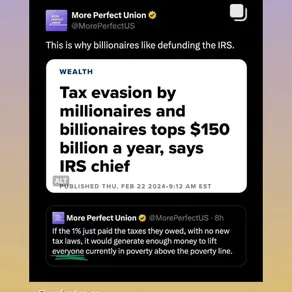 More Perfect Union
@MorePerfectUS
This is why billionaires like defunding the IRS.
WEALTH
Tax evasion by
millionaires and
billionaires tops $150
billion a year, says
IRS chief
ALT
PUBLISHED THU, FEB 22 2024•9:12 AM EST
More Perfect Union @MorePerfectUS · 8h
If the 1% just paid the taxes they owed, with no new
tax laws, it would generate enough money to lift
everyone currently in poverty above the poverty line.